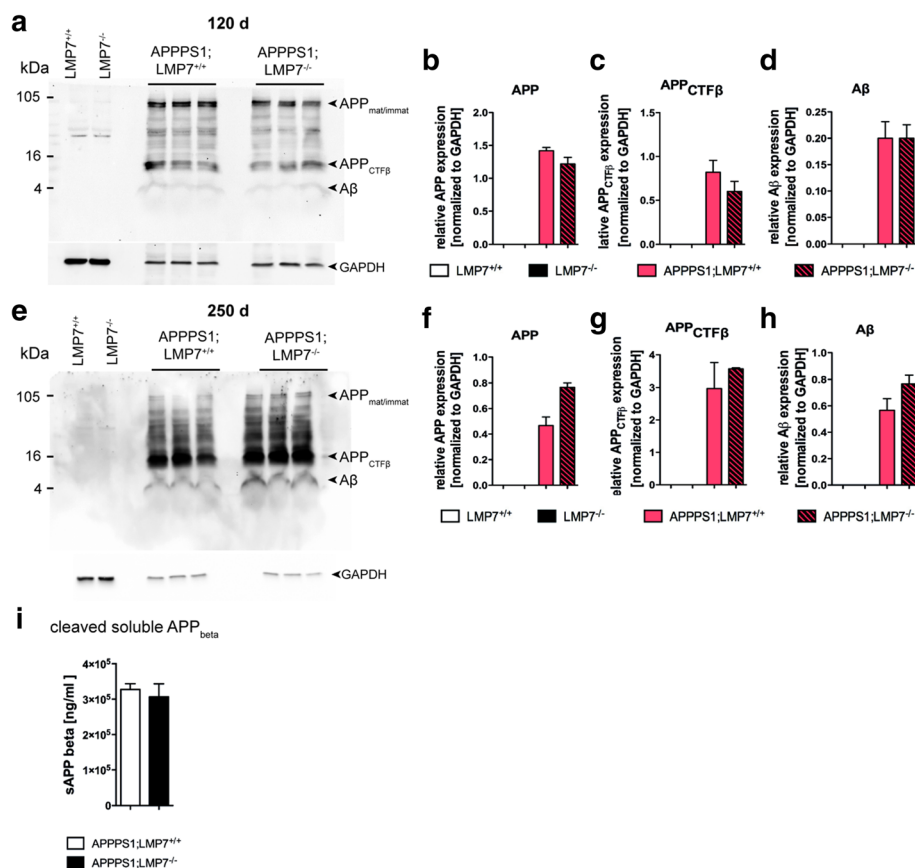 a
120 d
LMP7+/+
LMP7-/-
APPPS1;
LMP7+/+
APPPS1;
LMP7-/-
kDa
105
16
4
APPmat/immat
APPCTFβ
Aβ
GAPDH
b
APP
relative APP expression
[normalized to GAPDH]
2.0
1.5
1.0
0.5
0.0
c
APPCTFβ
lative APPCTFβ expression
[normalized to GAPDH]
1.5
1.0
0.5
0.0
d
Aβ
relative Aβ expression
[normalized to GAPDH]
0.25
0.20
0.15
0.10
0.05
0.00
LMP7+/+
LMP7-/-
APPPS1;LMP7+/+
APPPS1;LMP7-/-
e
250 d
LMP7+/+
LMP7-/-
APPPS1;
LMP7+/+
APPPS1;
LMP7-/-
kDa
105
16
4
APPmat/immat
APPCTFβ
Aβ
GAPDH
f
APP
relative APP expression
[normalized to GAPDH]
1.0
0.8
0.6
0.4
0.2
0.0
g
APPCTFβ
elative APPCTFβ expression
[normalized to GAPDH]
4
3
2
1
0
h
Aβ
relative Aβ expression
[normalized to GAPDH]
1.0
0.8
0.6
0.4
0.2
0.0
LMP7+/+
LMP7-/-
APPPS1;LMP7+/+
APPPS1;LMP7-/-
i
cleaved soluble APPbeta
sAPP beta [ng/ml ]
4×10⁵
3×10⁵
2×10⁵
1×10⁵
0
APPPS1;LMP7+/+
APPPS1;LMP7-/-